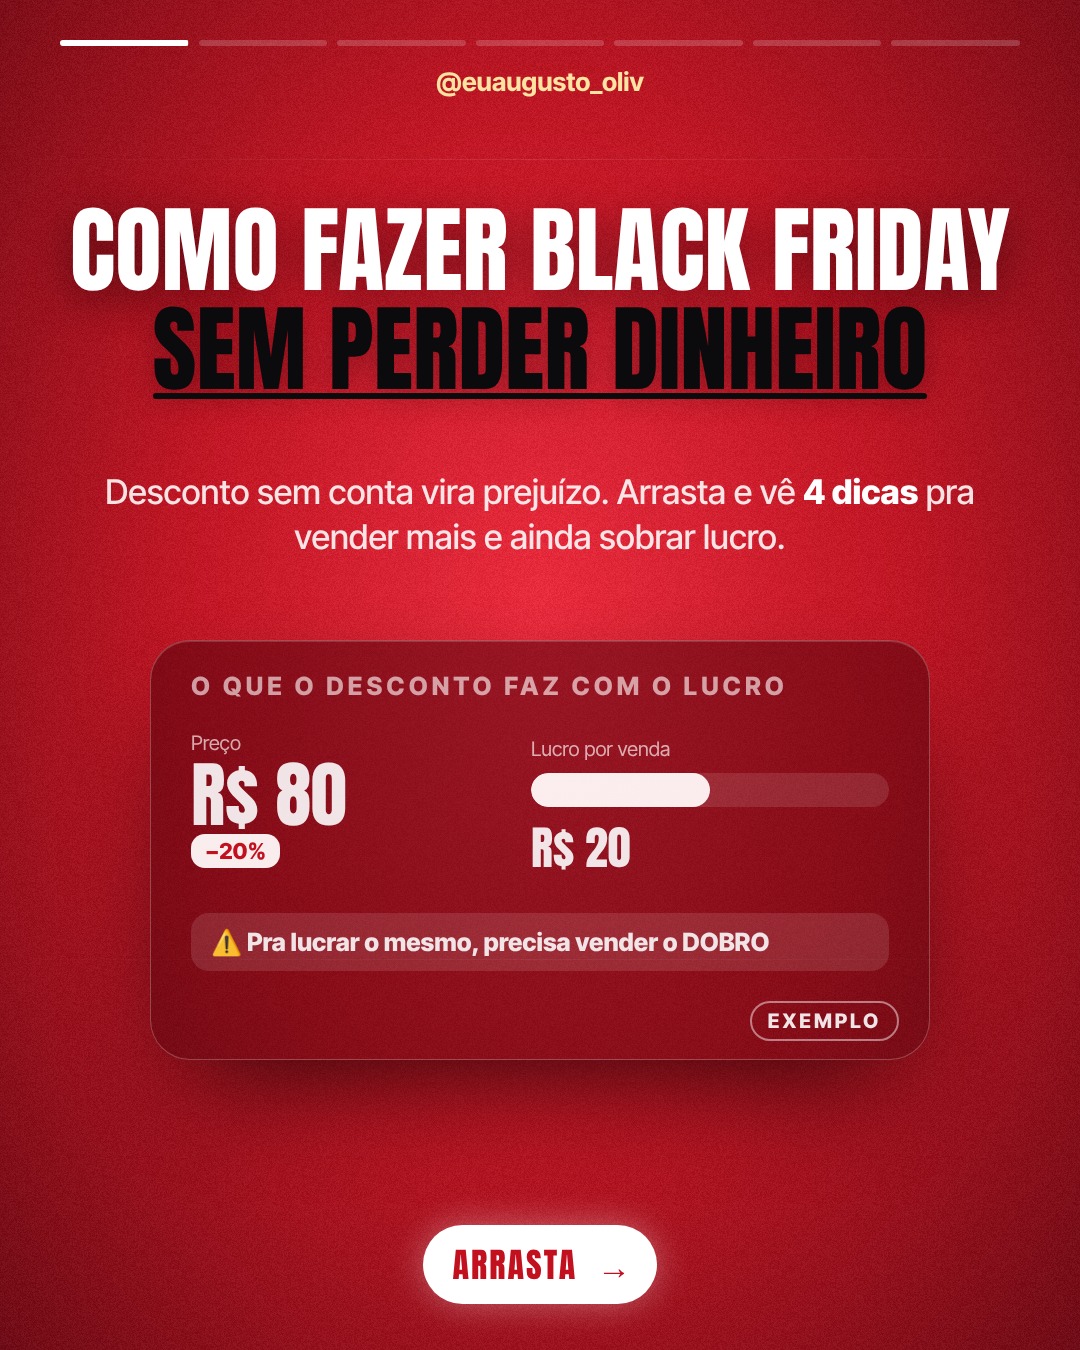 @euaugusto_oliv
COMO FAZER BLACK FRIDAY
SEM PERDER DINHEIRO
Desconto sem conta vira prejuízo. Arrasta e vê 4 dicas pra
vender mais e ainda sobrar lucro.
O QUE O DESCONTO FAZ COM O LUCRO
Preço
R$ 80
−20%
Lucro por venda
R$ 20
⚠️ Pra lucrar o mesmo, precisa vender o DOBRO
EXEMPLO
ARRASTA →